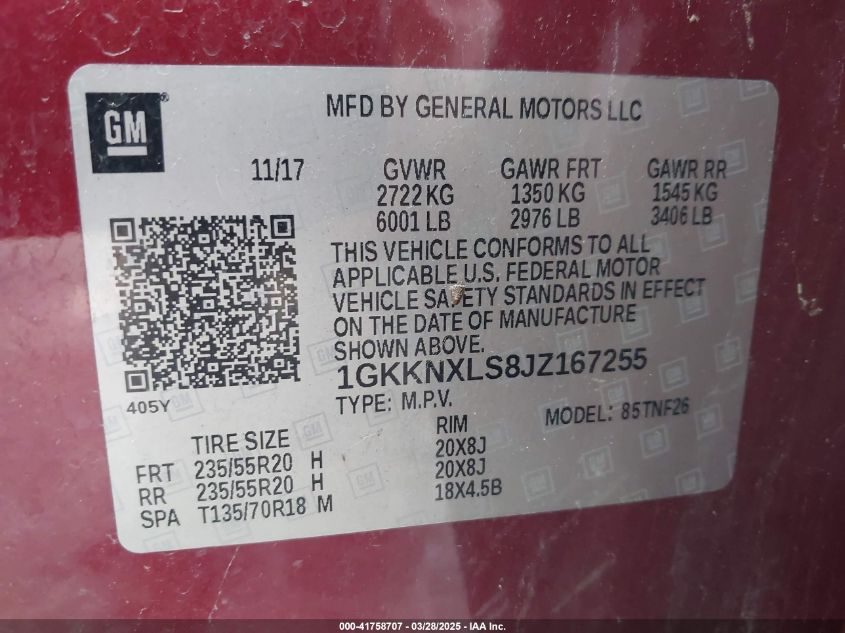 GM
MFD BY GENERAL MOTORS LLC
11/17 GVWR GAWR FRT GAWR RR
2722 KG 1350 KG 1545 KG
6001 LB 2976 LB 3406 LB
THIS VEHICLE CONFORMS TO ALL
APPLICABLE U.S. FEDERAL MOTOR
VEHICLE SAFETY STANDARDS IN EFFECT
ON THE DATE OF MANUFACTURE
SHOWN ABOVE.
1GKKNXLS8JZ167255
405Y
TYPE: M.P.V. MODEL: 85TNF26
TIRE SIZE RIM
FRT 235/55R20 H 20X8J
RR 235/55R20 H 20X8J
SPA T135/70R18 M 18X4.5B
000-41758707 - 03/28/2025 - IAA Inc.